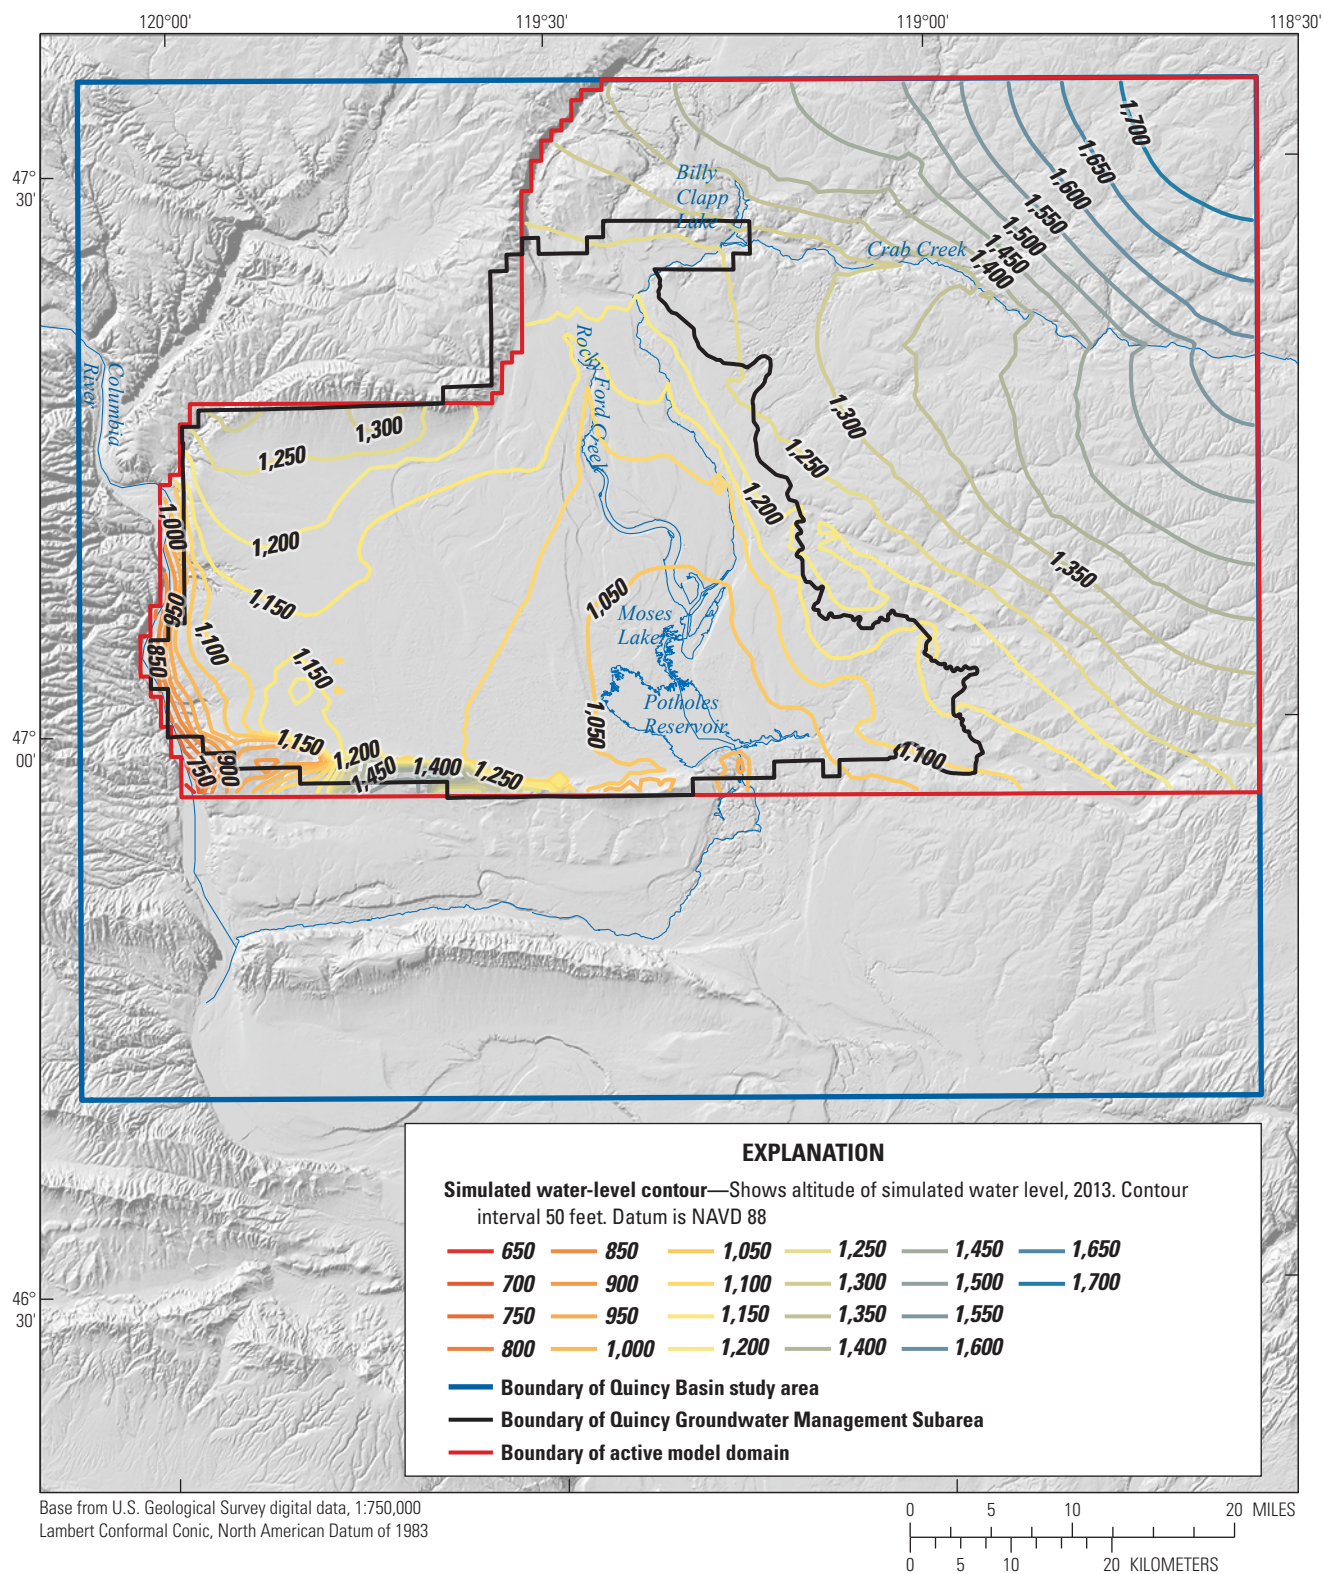 120°00'
119°30'
119°00'
118°30'
47°
30'
1,700
1,650
Billy
Clapp
Lake
1,600
1,550
1,500
Crab Creek
1,450
1,400
Rocky Ford Creek
Columbia
River
1,300
1,300
1,250
1,250
1,200
1,000
1,200
1,350
1,150
1,050
950
Moses
Lake
1,100
850
1,150
Potholes
Reservoir
1,050
47°
00'
1,150
1,200
1,100
900
750
1,450
1,400
1,250
EXPLANATION
Simulated water-level contour—Shows altitude of simulated water level, 2013. Contour
interval 50 feet. Datum is NAVD 88
650 850 1,050 1,250 1,450 1,650
700 900 1,100 1,300 1,500 1,700
750 950 1,150 1,350 1,550
800 1,000 1,200 1,400 1,600
Boundary of Quincy Basin study area
Boundary of Quincy Groundwater Management Subarea
Boundary of active model domain
46°
30'
Base from U.S. Geological Survey digital data, 1:750,000
Lambert Conformal Conic, North American Datum of 1983
0 5 10 20 MILES
0 5 10 20 KILOMETERS